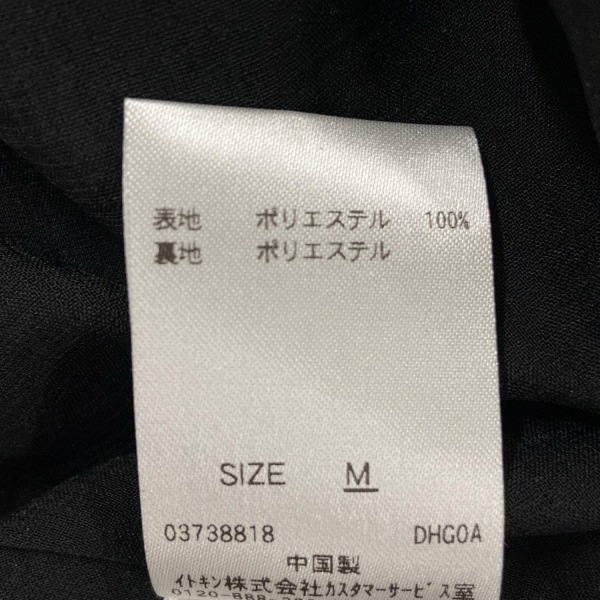 表地 ポリエステル 100%
裏地 ポリエステル
SIZE M
03738818 DHG0A
中国製
イトキン株式会社カスタマーサービス室
0120-888-